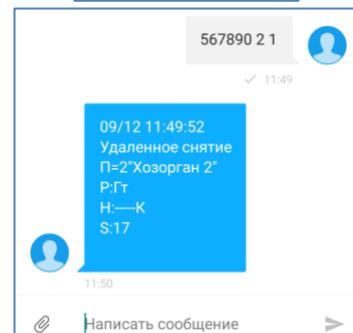 567890 2 1
✓ 11:49
09/12 11:49:52
Удаленное снятие
П=2"Хозорган 2"
Р:Гт
Н:-----К
S:17
11:50
Написать сообщение